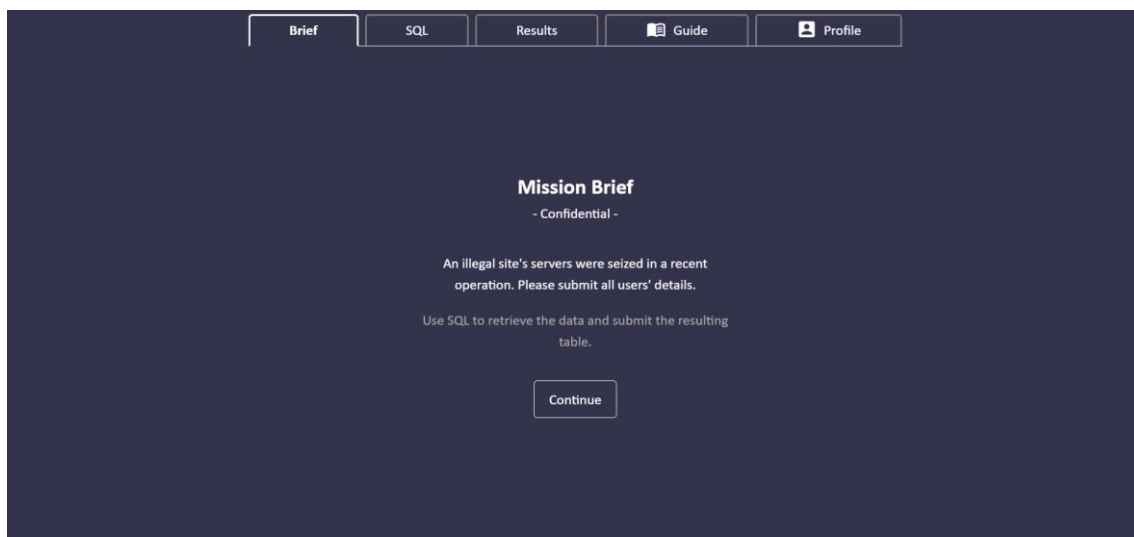 Brief SQL Results Guide Profile
Mission Brief
- Confidential -
An illegal site's servers were seized in a recent
operation. Please submit all users' details.
Use SQL to retrieve the data and submit the resulting
table.
Continue